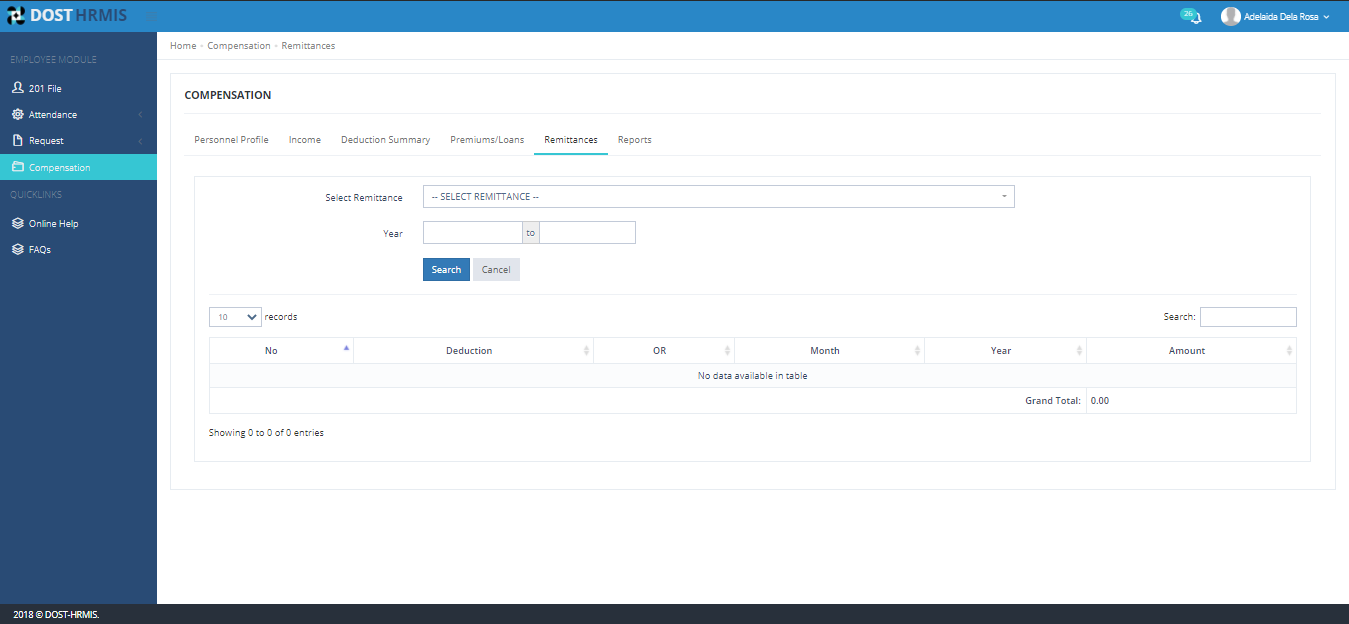 DOST HRMIS
26
Adelaida Dela Rosa
EMPLOYEE MODULE
201 File
Attendance
Request
Compensation
QUICKLINKS
Online Help
FAQs
Home Compensation Remittances
COMPENSATION
Personnel Profile Income Deduction Summary Premiums/Loans Remittances Reports
Select Remittance -- SELECT REMITTANCE --
Year to
Search Cancel
10 records Search:
No Deduction OR Month Year Amount
No data available in table
Grand Total: 0.00
Showing 0 to 0 of 0 entries
2018 © DOST-HRMIS.